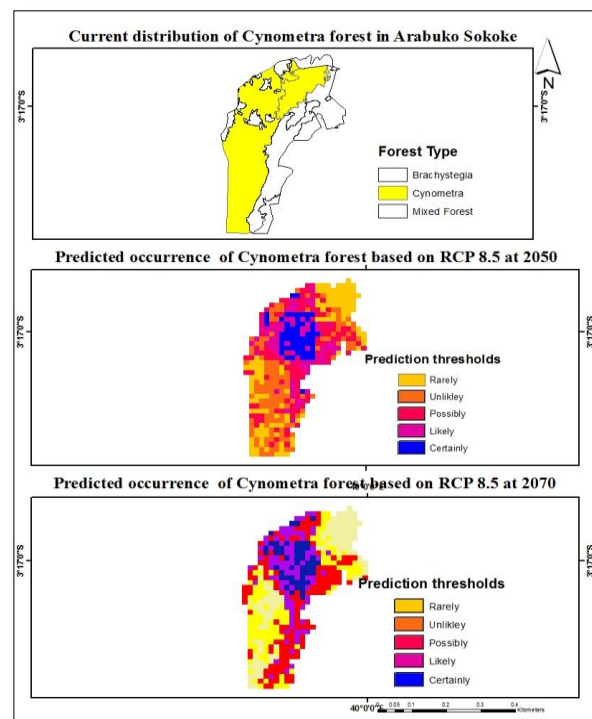 Current distribution of Cynometra forest in Arabuko Sokoke
N
3°17'0"S
3°17'0"S
Forest Type
Brachystegia
Cynometra
Mixed Forest
Predicted occurrence of Cynometra forest based on RCP 8.5 at 2050
3°17'0"S
3°17'0"S
Prediction thresholds
Rarely
Unlikley
Possibly
Likely
Certainly
Predicted occurrence of Cynometra forest based on RCP 8.5 at 2070
3°17'0"S
3°17'0"S
Prediction thresholds
Rarely
Unlikley
Possibly
Likely
Certainly
40°0'0"E
0 0.05 0.1 0.2 0.3 0.4
Kilometers